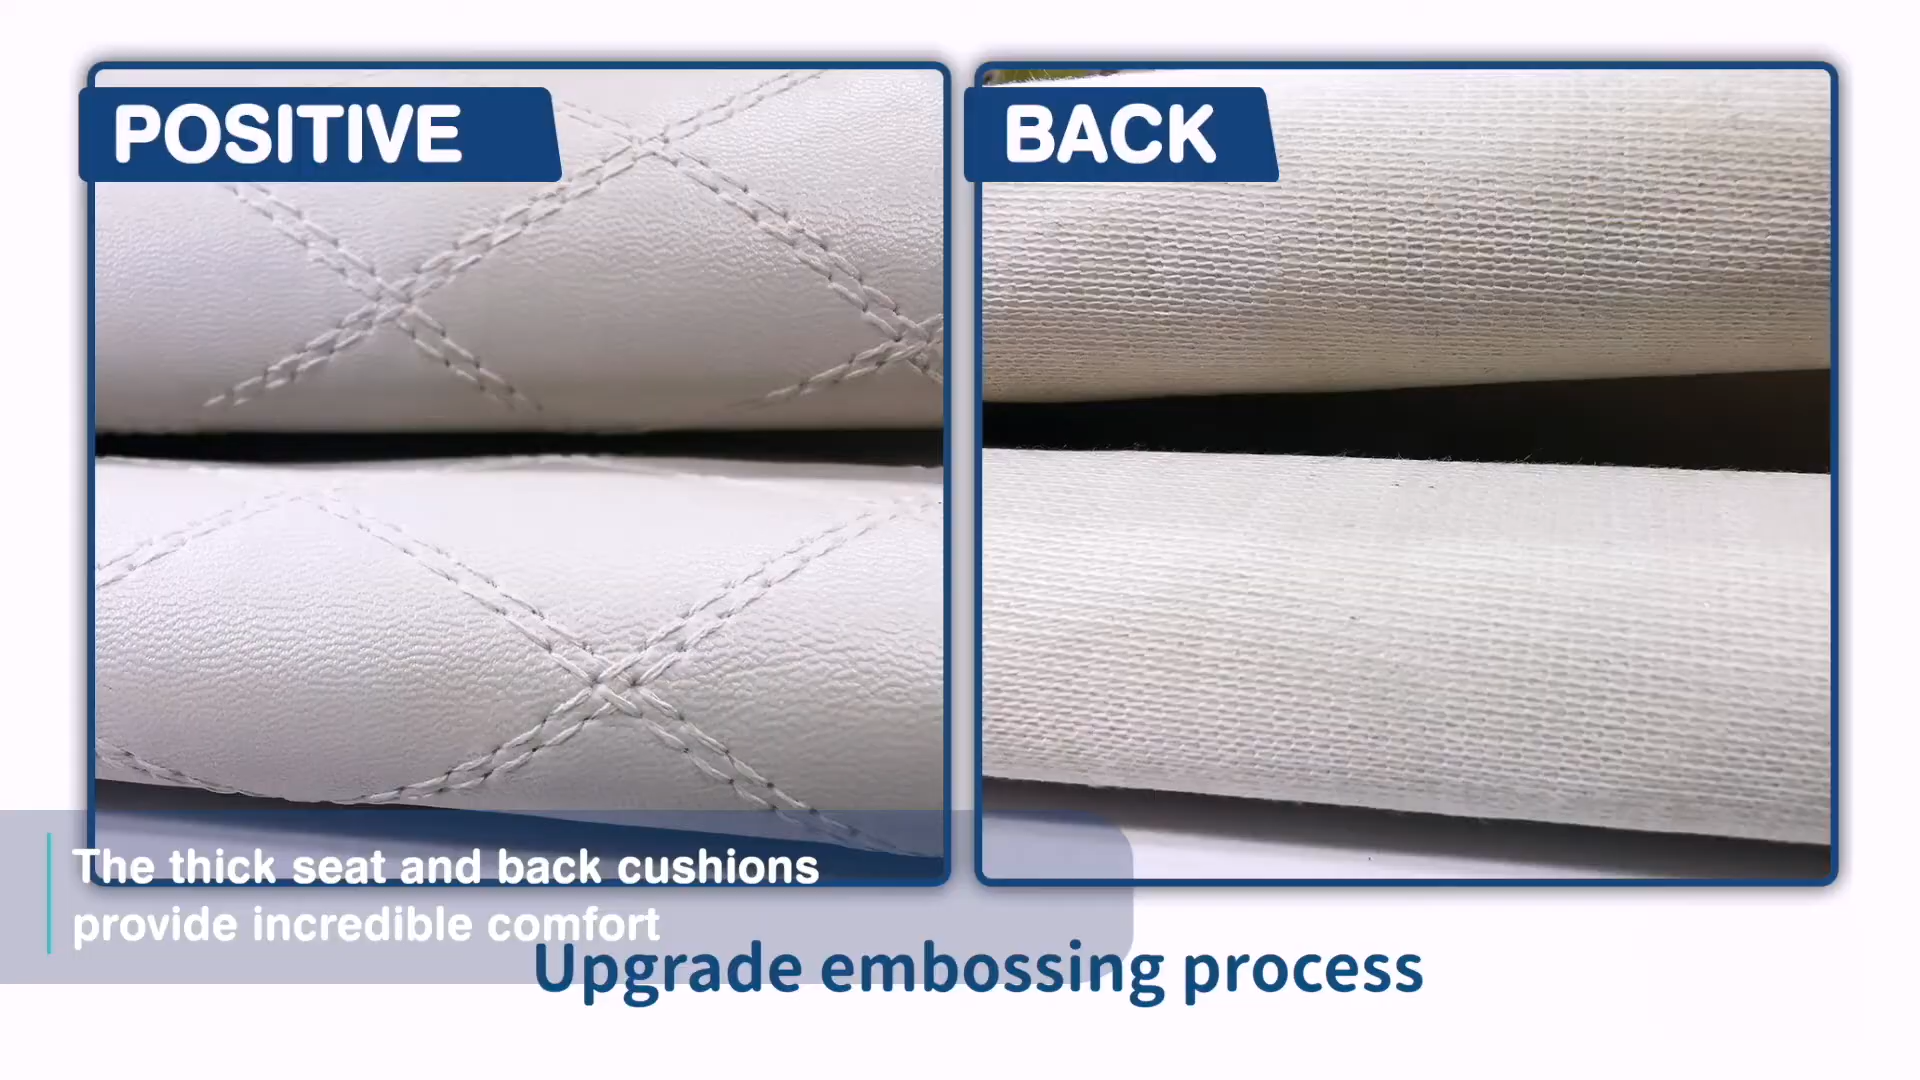 POSITIVE
BACK
The thick seat and back cushions
provide incredible comfort
Upgrade embossing process